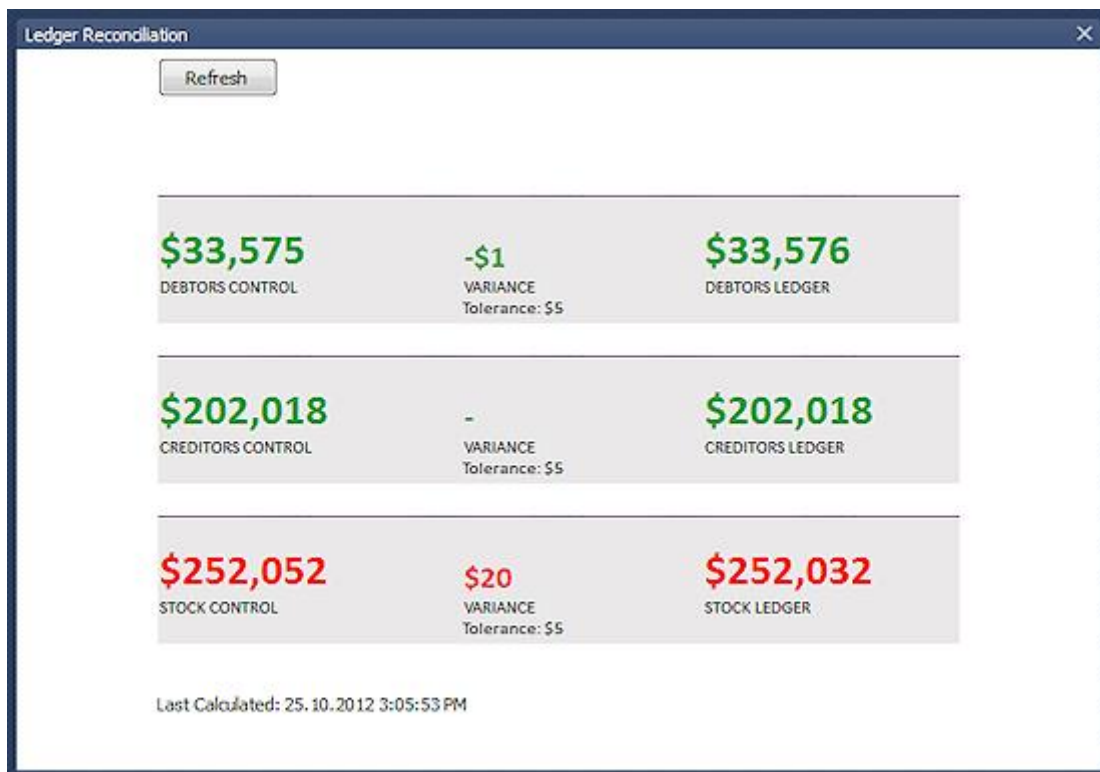 Ledger Reconciliation
Refresh
$33,575 -$1 $33,576
DEBTORS CONTROL VARIANCE DEBTORS LEDGER
Tolerance: $5
$202,018 - $202,018
CREDITORS CONTROL VARIANCE CREDITORS LEDGER
Tolerance: $5
$252,052 $20 $252,032
STOCK CONTROL VARIANCE STOCK LEDGER
Tolerance: $5
Last Calculated: 25.10.2012 3:05:53 PM